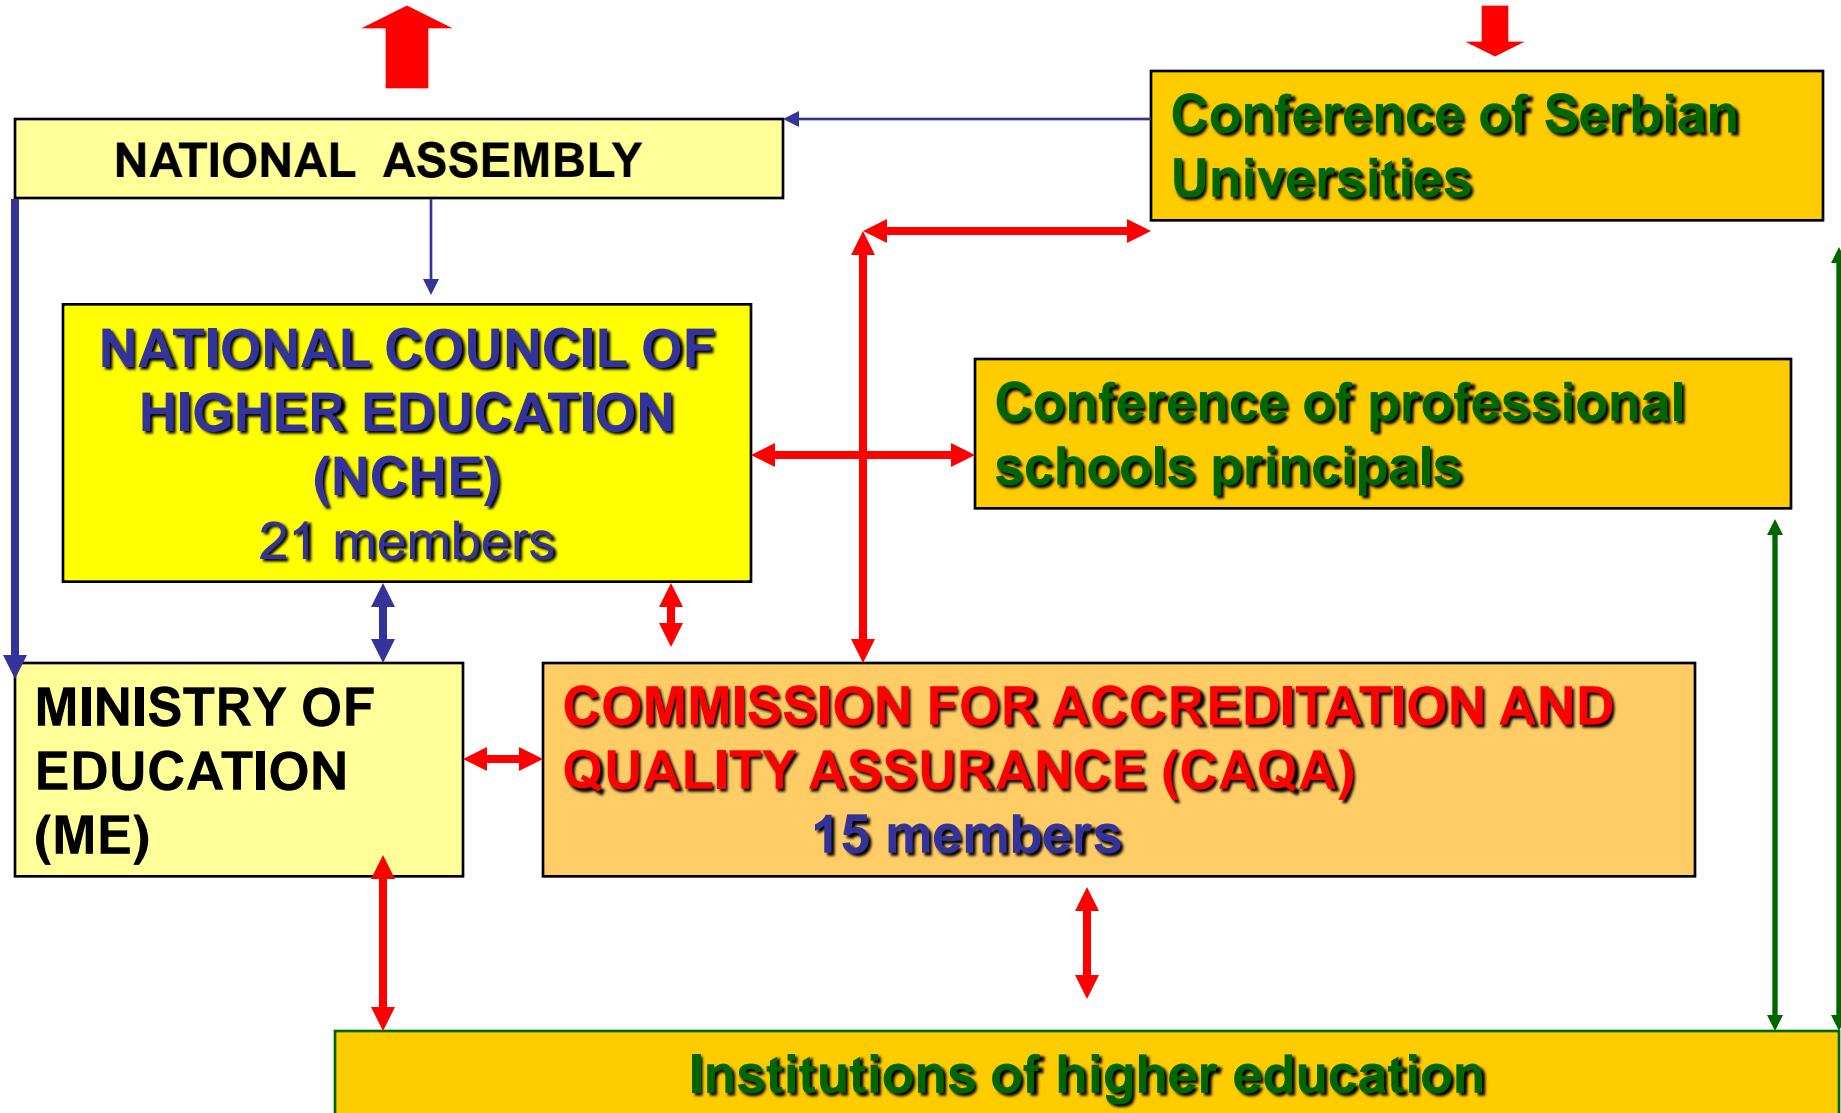 Conference of Serbian
Universities
NATIONAL ASSEMBLY
NATIONAL COUNCIL OF
HIGHER EDUCATION
(NCHE)
21 members
Conference of professional
schools principals
MINISTRY OF
EDUCATION
(ME)
COMMISSION FOR ACCREDITATION AND
QUALITY ASSURANCE (CAQA)
15 members
Institutions of higher education